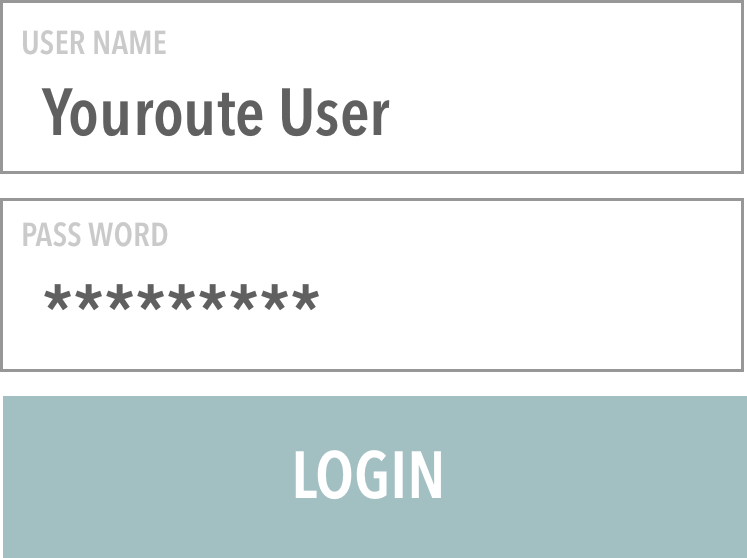 USER NAME
Youroute User
PASS WORD
*********
LOGIN